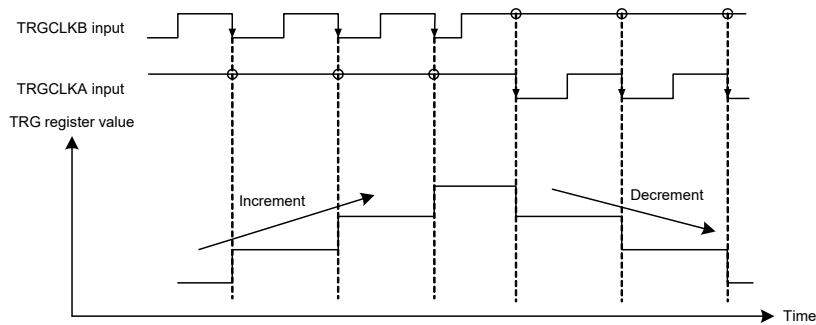 TRGCLKB input
TRGCLKA input
TRG register value
Increment
Decrement
Time